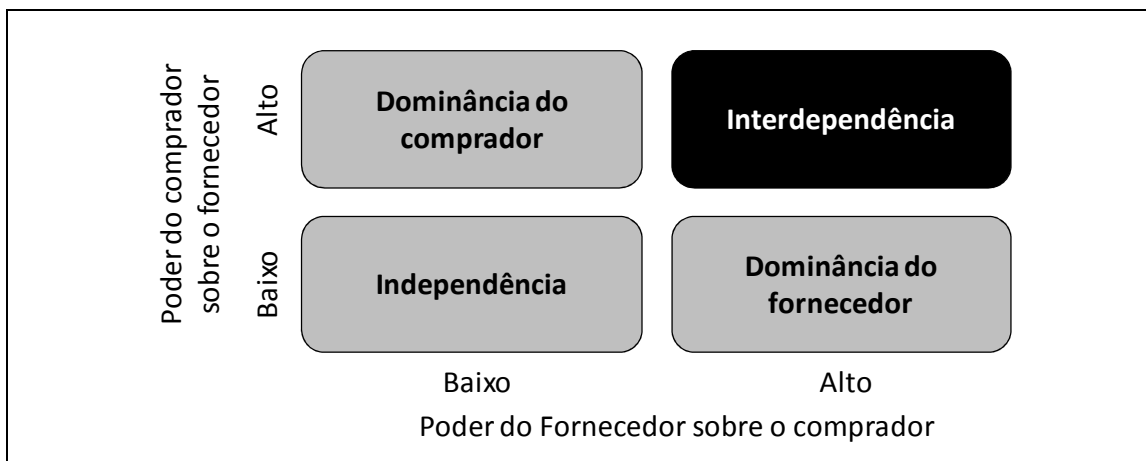 Poder do comprador
sobre o fornecedor
Alto
Baixo
Dominância do
comprador
Interdependência
Independência
Dominância do
fornecedor
Baixo
Alto
Poder do Fornecedor sobre o comprador